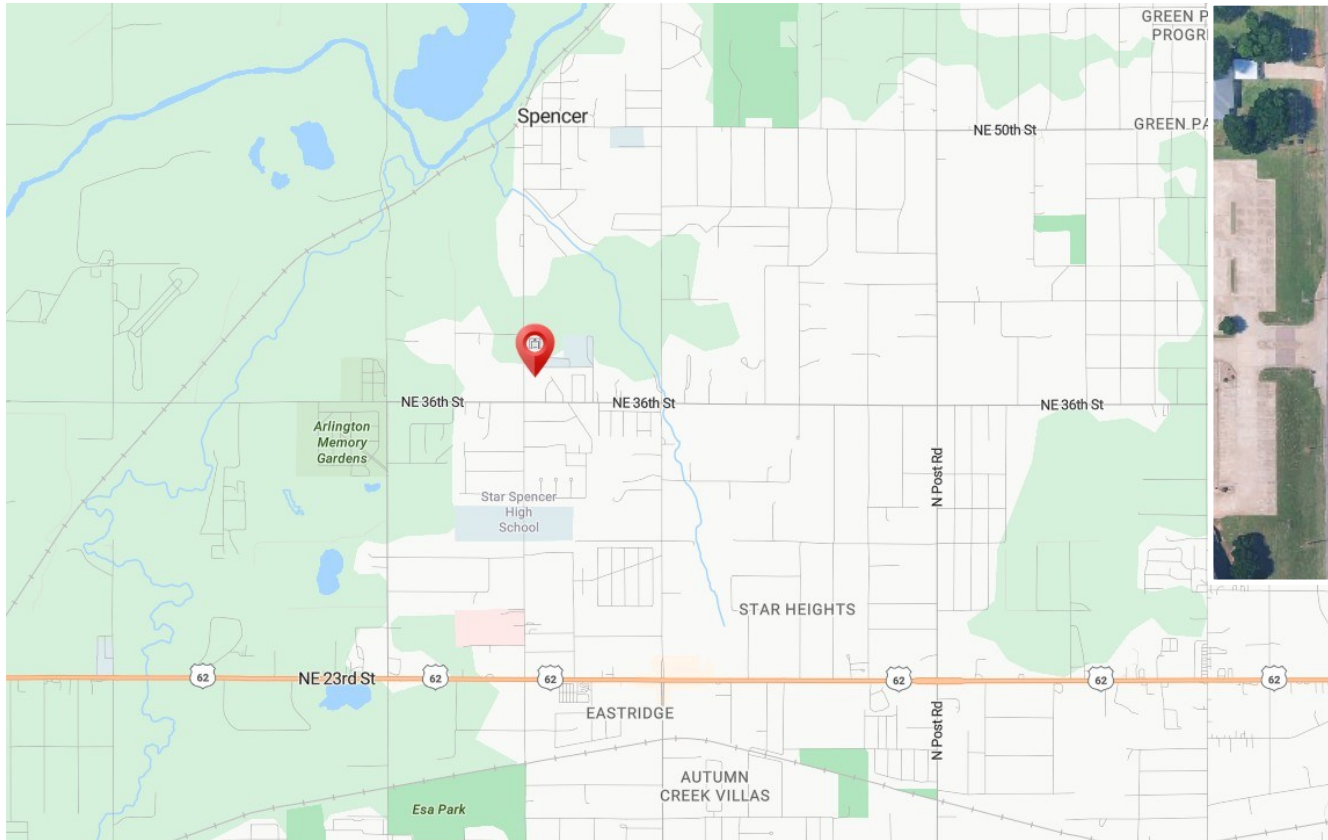 GREEN P
PROGRI
Spencer
NE 50th St
GREEN PA
NE 36th St
NE 36th St
NE 36th St
Arlington
Memory
Gardens
N Post Rd
Star Spencer
High
School
STAR HEIGHTS
62
NE 23rd St
62
62
62
62
62
EASTRIDGE
N Post Rd
AUTUMN
CREEK VILLAS
Esa Park